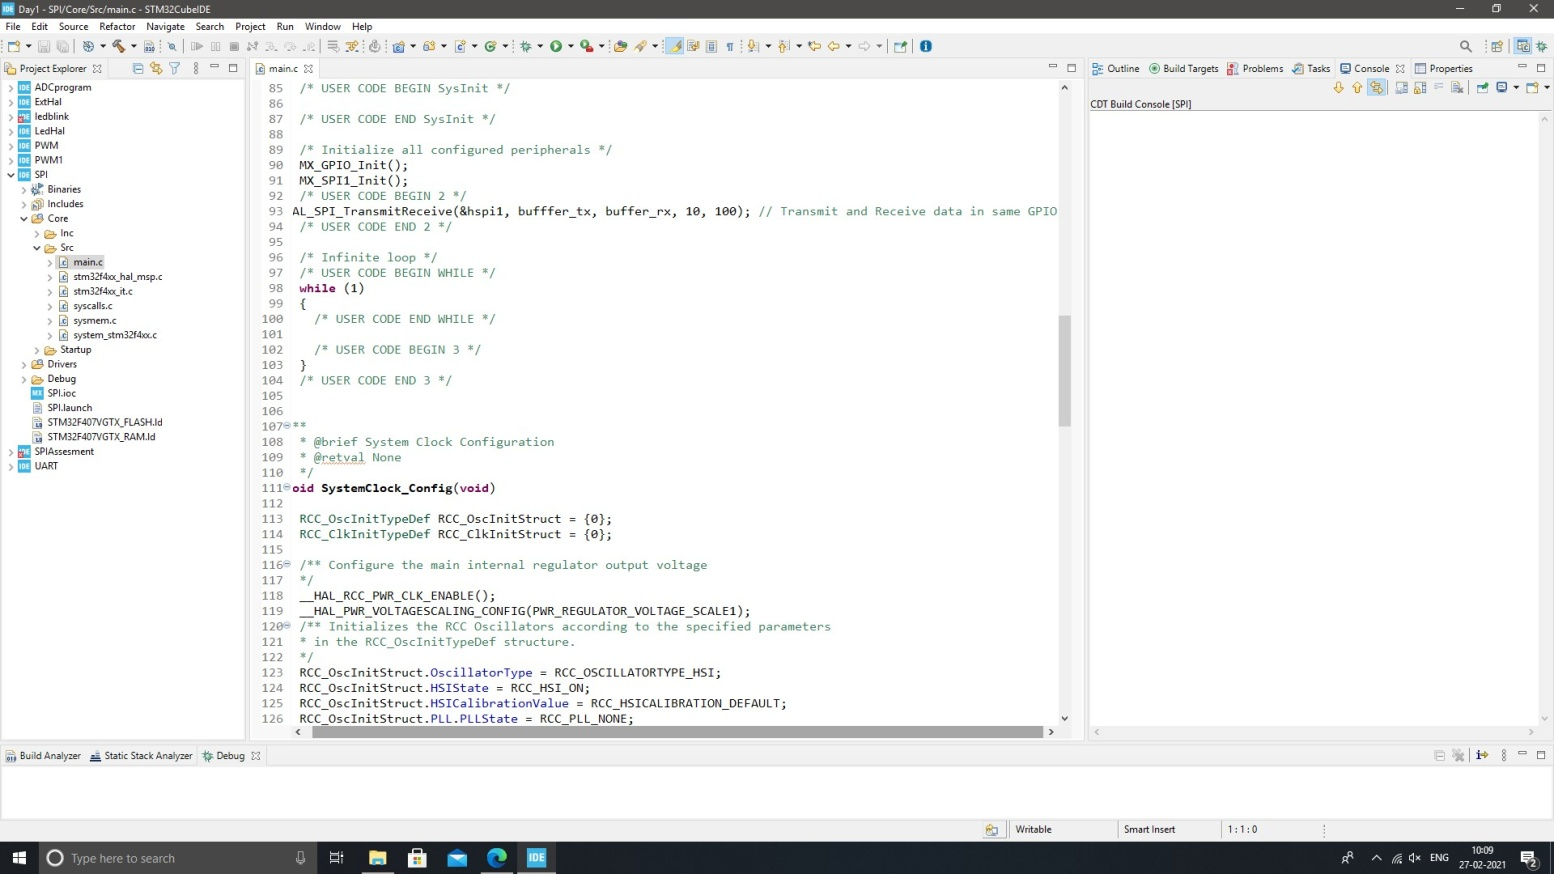 Day1 - SPI/Core/Src/main.c - STM32CubeIDE
File Edit Source Refactor Navigate Search Project Run Window Help
Project Explorer
ADCprogram
ExtHal
ledblink
LedHal
PWM
PWM1
SPI
Binaries
Includes
Core
Inc
Src
main.c
stm32f4xx_hal_msp.c
stm32f4xx_it.c
syscalls.c
sysmem.c
system_stm32f4xx.c
Startup
Drivers
Debug
SPI.ioc
SPI.launch
STM32F407VGTX_FLASH.ld
STM32F407VGTX_RAM.ld
SPIAssesment
UART
main.c
85 /* USER CODE BEGIN SysInit */
86
87 /* USER CODE END SysInit */
88
89 /* Initialize all configured peripherals */
90 MX_GPIO_Init();
91 MX_SPI1_Init();
92 /* USER CODE BEGIN 2 */
93 AL_SPI_TransmitReceive(&hspi1, bufffer_tx, buffer_rx, 10, 100); // Transmit and Receive data in same GPIO
94 /* USER CODE END 2 */
95
96 /* Infinite loop */
97 /* USER CODE BEGIN WHILE */
98 while (1)
99 {
100 /* USER CODE END WHILE */
101
102 /* USER CODE BEGIN 3 */
103 }
104 /* USER CODE END 3 */
105
106
107 **
108 * @brief System Clock Configuration
109 * @retval None
110 */
111 oid SystemClock_Config(void)
112
113 RCC_OscInitTypeDef RCC_OscInitStruct = {0};
114 RCC_ClkInitTypeDef RCC_ClkInitStruct = {0};
115
116 /** Configure the main internal regulator output voltage
117 */
118 __HAL_RCC_PWR_CLK_ENABLE();
119 __HAL_PWR_VOLTAGESCALING_CONFIG(PWR_REGULATOR_VOLTAGE_SCALE1);
120 /** Initializes the RCC Oscillators according to the specified parameters
121 * in the RCC_OscInitTypeDef structure.
122 */
123 RCC_OscInitStruct.OscillatorType = RCC_OSCILLATORTYPE_HSI;
124 RCC_OscInitStruct.HSIState = RCC_HSI_ON;
125 RCC_OscInitStruct.HSICalibrationValue = RCC_HSICALIBRATION_DEFAULT;
126 RCC_OscInitStruct.PLL.PLLState = RCC_PLL_NONE;
Outline Build Targets Problems Tasks Console Properties
CDT Build Console [SPI]
Build Analyzer Static Stack Analyzer Debug
Writable Smart Insert 1 : 1 : 0
Type here to search
IDE
ENG
10:09
27-02-2021
2